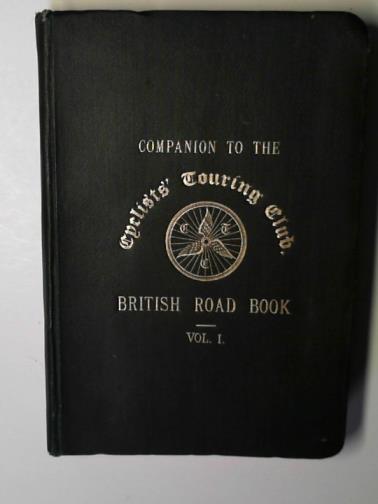 COMPANION TO THE
Cyclists' Touring Club.
C T
C
BRITISH ROAD BOOK
VOL. I.